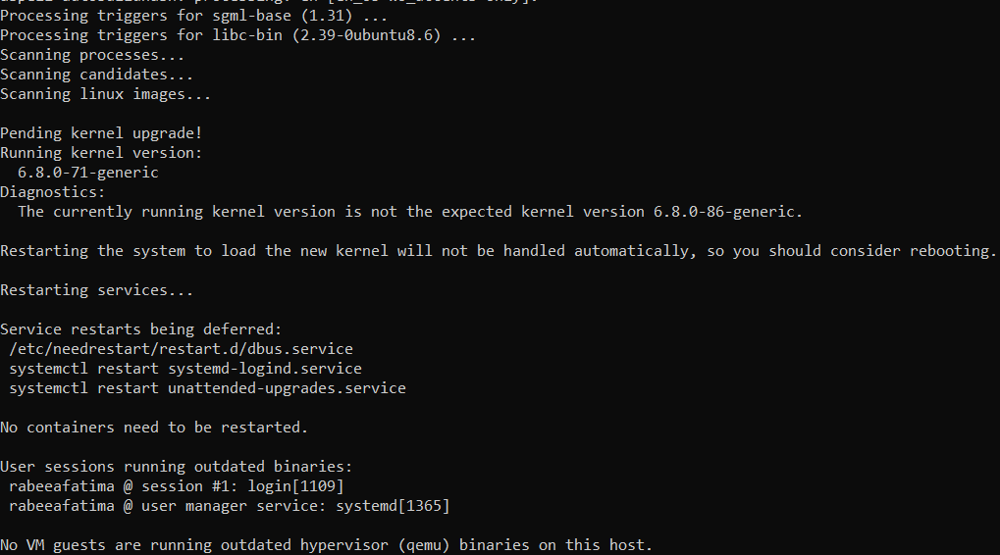 Processing triggers for sgml-base (1.31) ...
Processing triggers for libc-bin (2.39-0ubuntu8.6) ...
Scanning processes...
Scanning candidates...
Scanning linux images...
Pending kernel upgrade!
Running kernel version:
  6.8.0-71-generic
Diagnostics:
  The currently running kernel version is not the expected kernel version 6.8.0-86-generic.
Restarting the system to load the new kernel will not be handled automatically, so you should consider rebooting.
Restarting services...
Service restarts being deferred:
 /etc/needrestart/restart.d/dbus.service
 systemctl restart systemd-logind.service
 systemctl restart unattended-upgrades.service
No containers need to be restarted.
User sessions running outdated binaries:
 rabeeafatima @ session #1: login[1109]
 rabeeafatima @ user manager service: systemd[1365]
No VM guests are running outdated hypervisor (qemu) binaries on this host.